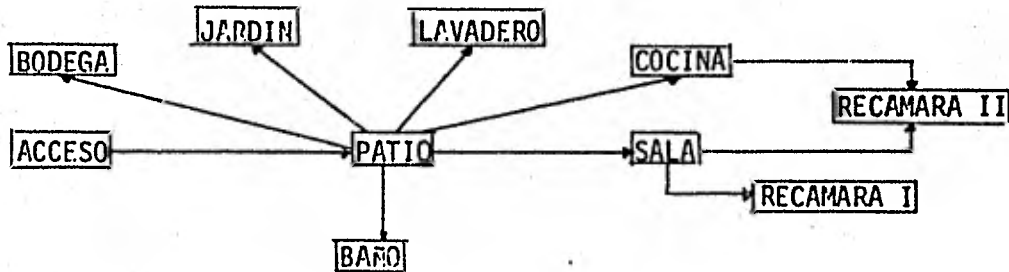 JARDIN
LAVADERO
BODEGA
COCINA
RECAMARA II
ACCESO
PATIO
SALA
RECAMARA I
BAÑO